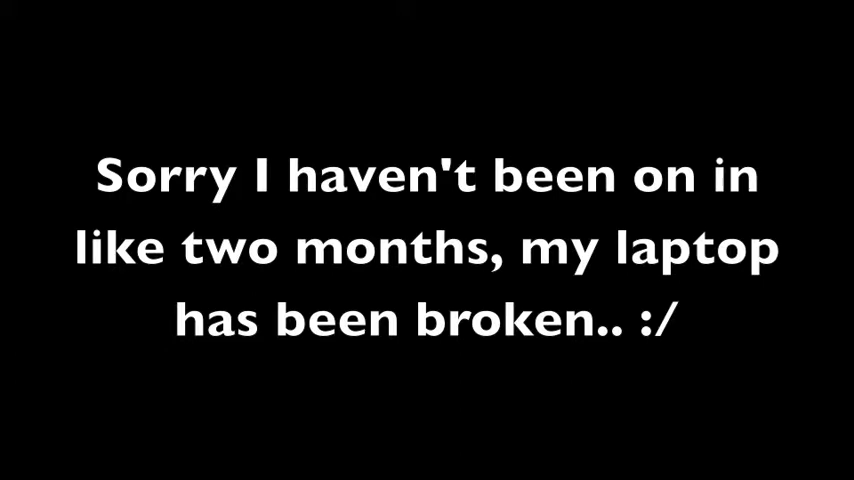 Sorry I haven't been on in
like two months, my laptop
has been broken.. :/